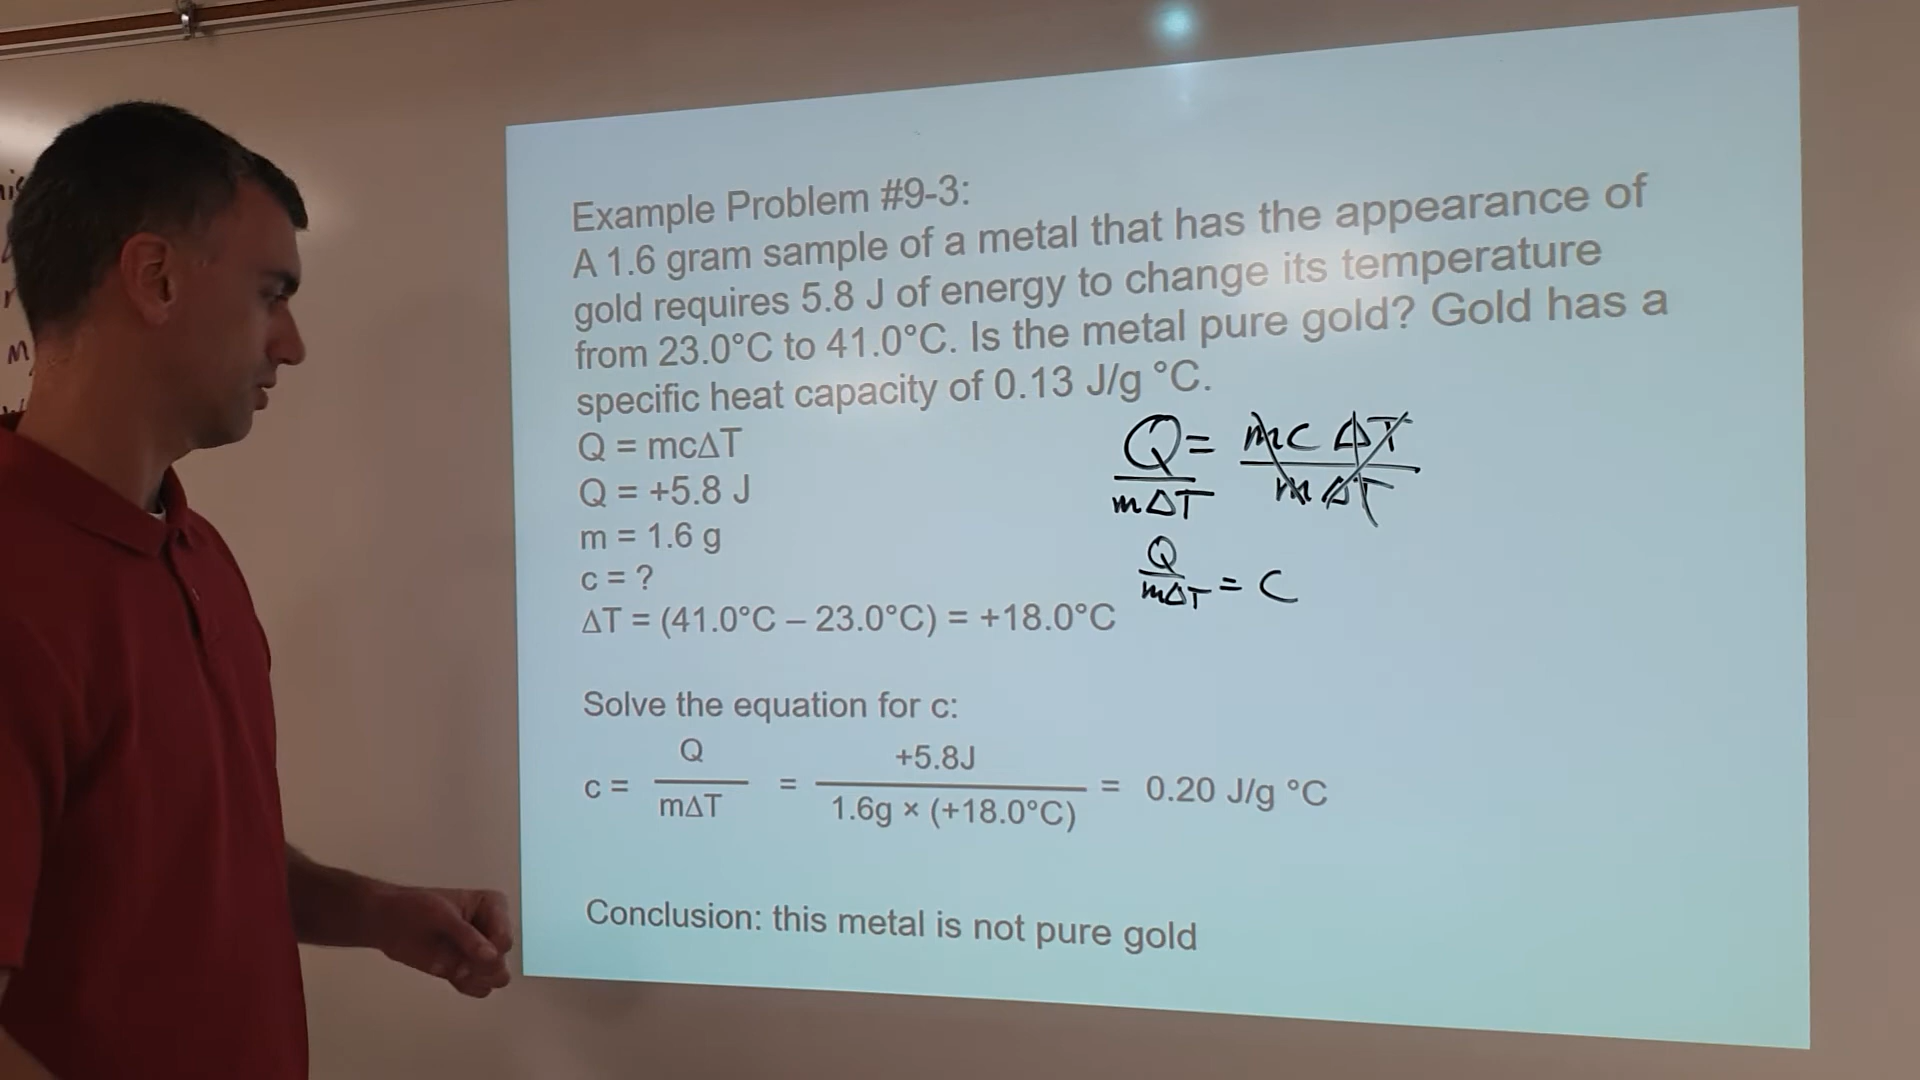 Example Problem #9-3:
A 1.6 gram sample of a metal that has the appearance of
gold requires 5.8 J of energy to change its temperature
from 23.0°C to 41.0°C. Is the metal pure gold? Gold has a
specific heat capacity of 0.13 J/g °C.
Q = mcΔT
Q = +5.8 J
m = 1.6 g
c = ?
ΔT = (41.0°C – 23.0°C) = +18.0°C
Q = mc ΔT
mΔT m ΔT
Q
mΔT = C
Solve the equation for c:
Q +5.8J
c = = = 0.20 J/g °C
mΔT 1.6g × (+18.0°C)
Conclusion: this metal is not pure gold